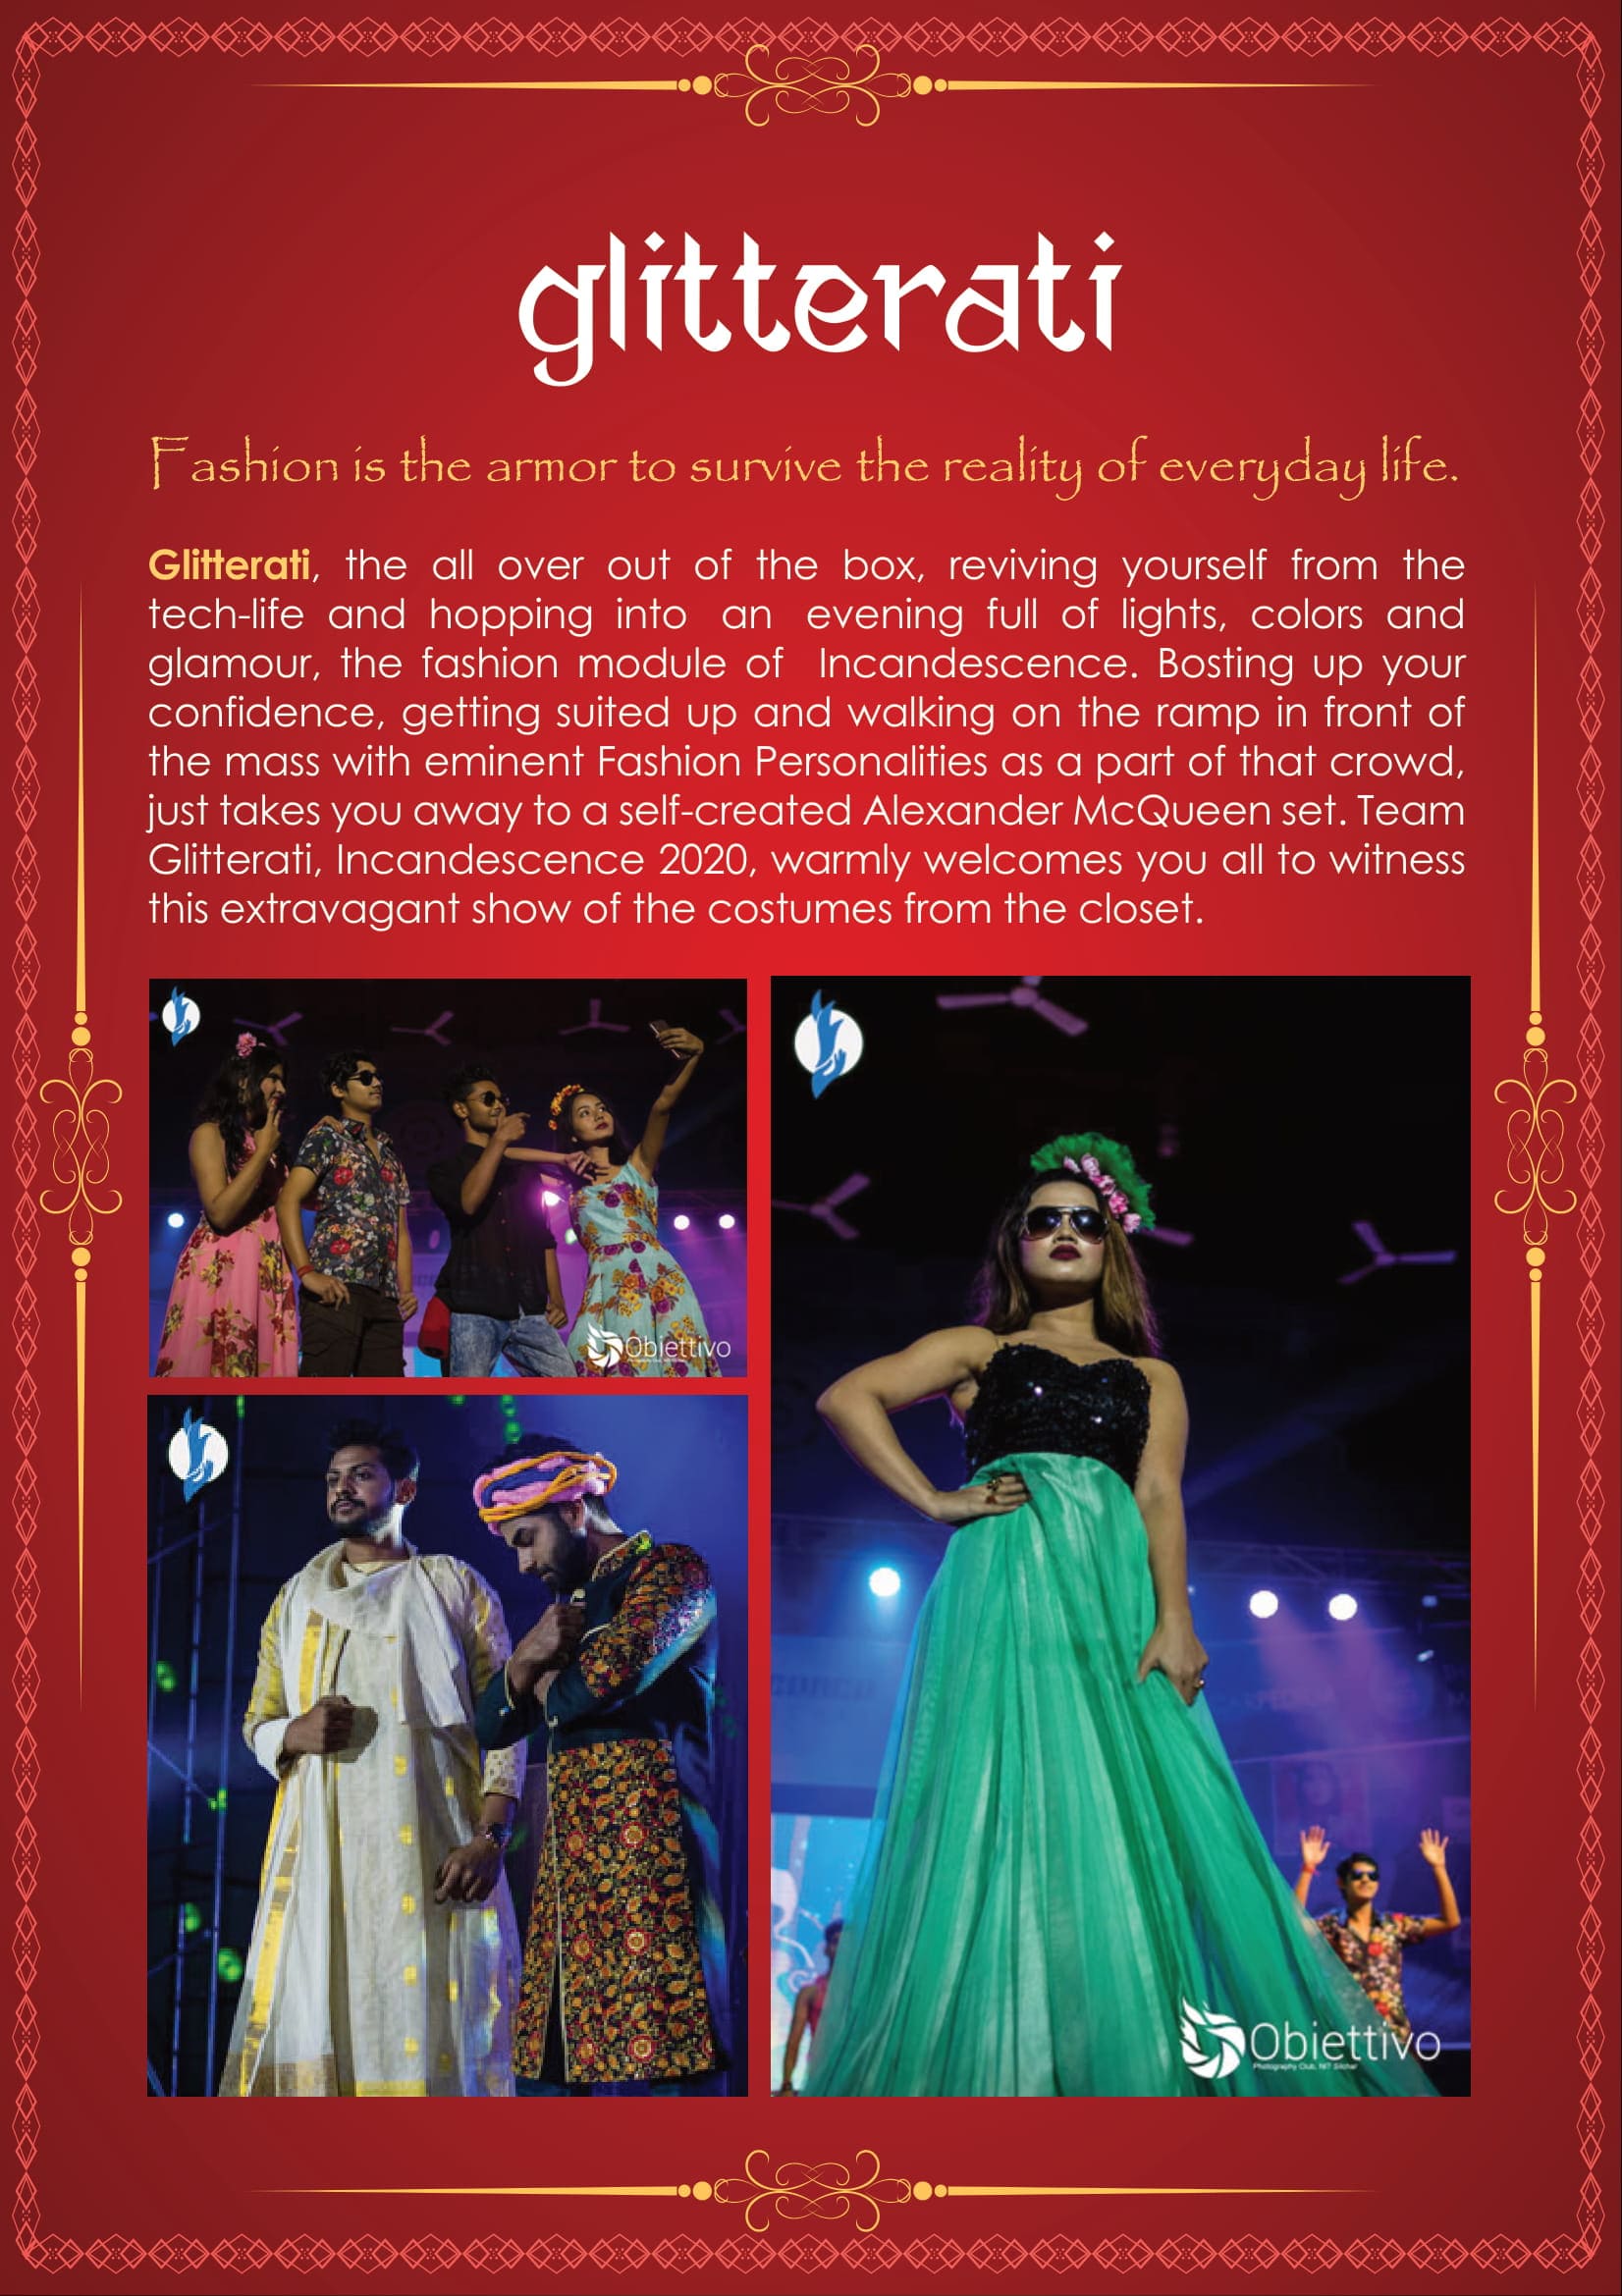 glitterati
Fashion is the armor to survive the reality of everyday life.
Glitterati, the all over out of the box, reviving yourself from the
tech-life and hopping into an evening full of lights, colors and
glamour, the fashion module of Incandescence. Bosting up your
confidence, getting suited up and walking on the ramp in front of
the mass with eminent Fashion Personalities as a part of that crowd,
just takes you away to a self-created Alexander McQueen set. Team
Glitterati, Incandescence 2020, warmly welcomes you all to witness
this extravagant show of the costumes from the closet.
Obiettivo
Obiettivo
Photography Club, NIT Silchar